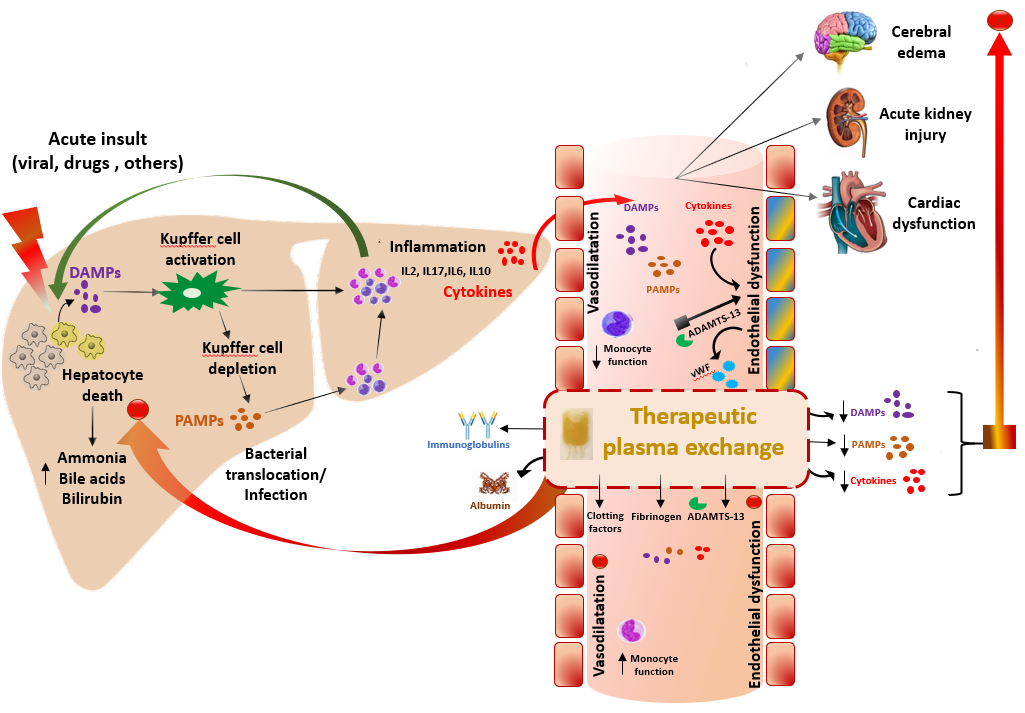 Acute insult
(viral, drugs , others)
DAMPs
Kupffer cell
activation
Inflammation
IL2, IL17,IL6, IL10
Cytokines
Kupffer cell
depletion
Hepatocyte
death
PAMPs
Ammonia
Bile acids
Bilirubin
Bacterial
translocation/
Infection
Cerebral
edema
Acute kidney
injury
Cardiac
dysfunction
Vasodilatation
DAMPs
Cytokines
PAMPs
Endothelial dysfunction
ADAMTS-13
Monocyte
function
vWF
Therapeutic
plasma exchange
Immunoglobulins
Albumin
DAMPs
PAMPs
Cytokines
Clotting
factors
Fibrinogen
ADAMTS-13
Vasodilatation
Endothelial dysfunction
Monocyte
function